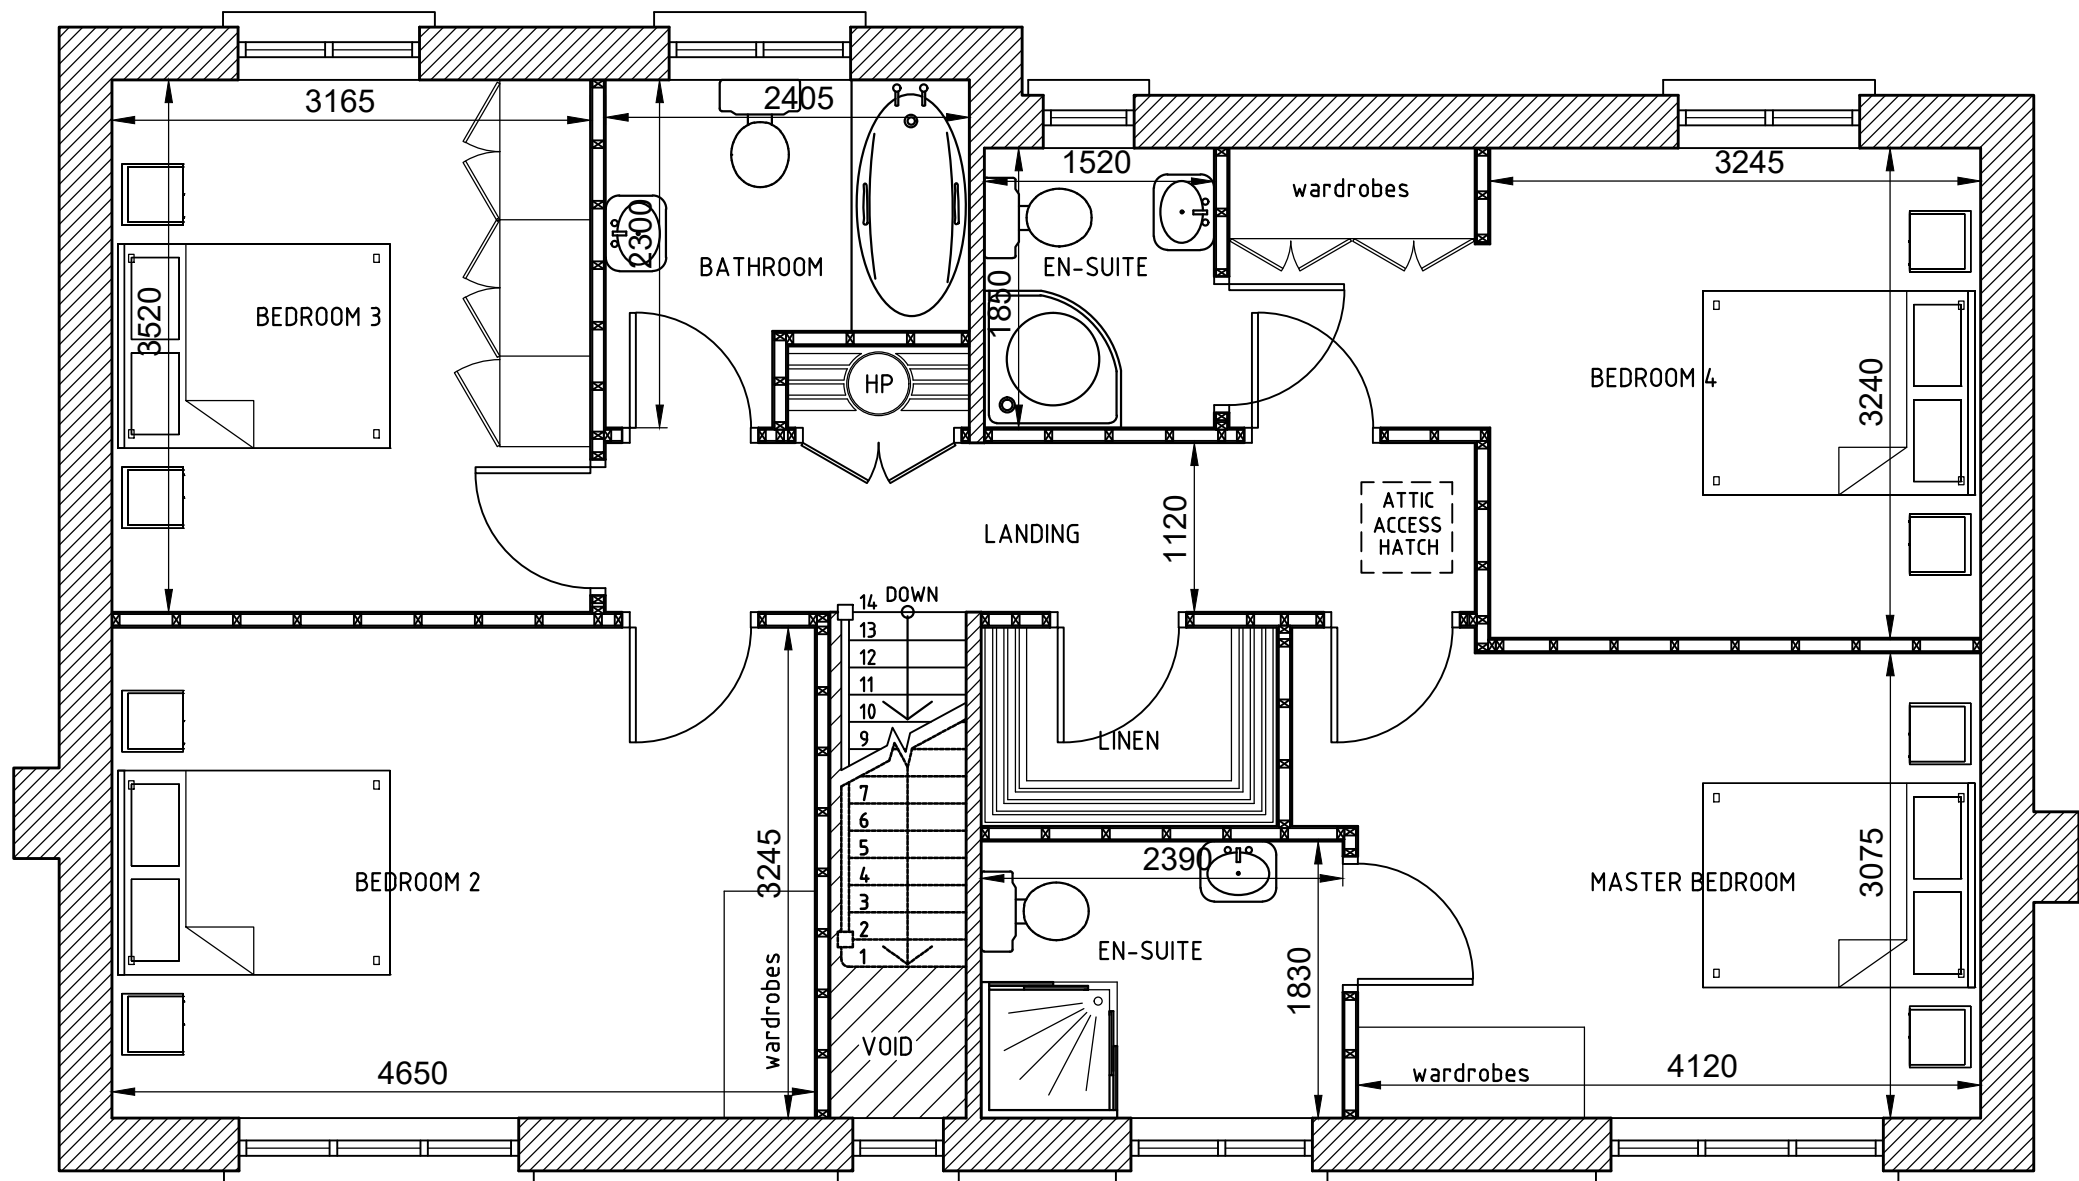 3165
2405
1520
3245
wardrobes
2300
BATHROOM
EN-SUITE
1850
3520
BEDROOM 3
HP
BEDROOM 4
3240
ATTIC
ACCESS
HATCH
LANDING
1120
DOWN
14
13
12
11
10
9
7
6
5
4
3
2
1
LINEN
2390
3245
BEDROOM 2
MASTER BEDROOM
3075
EN-SUITE
1830
wardrobes
VOID
4650
wardrobes
4120